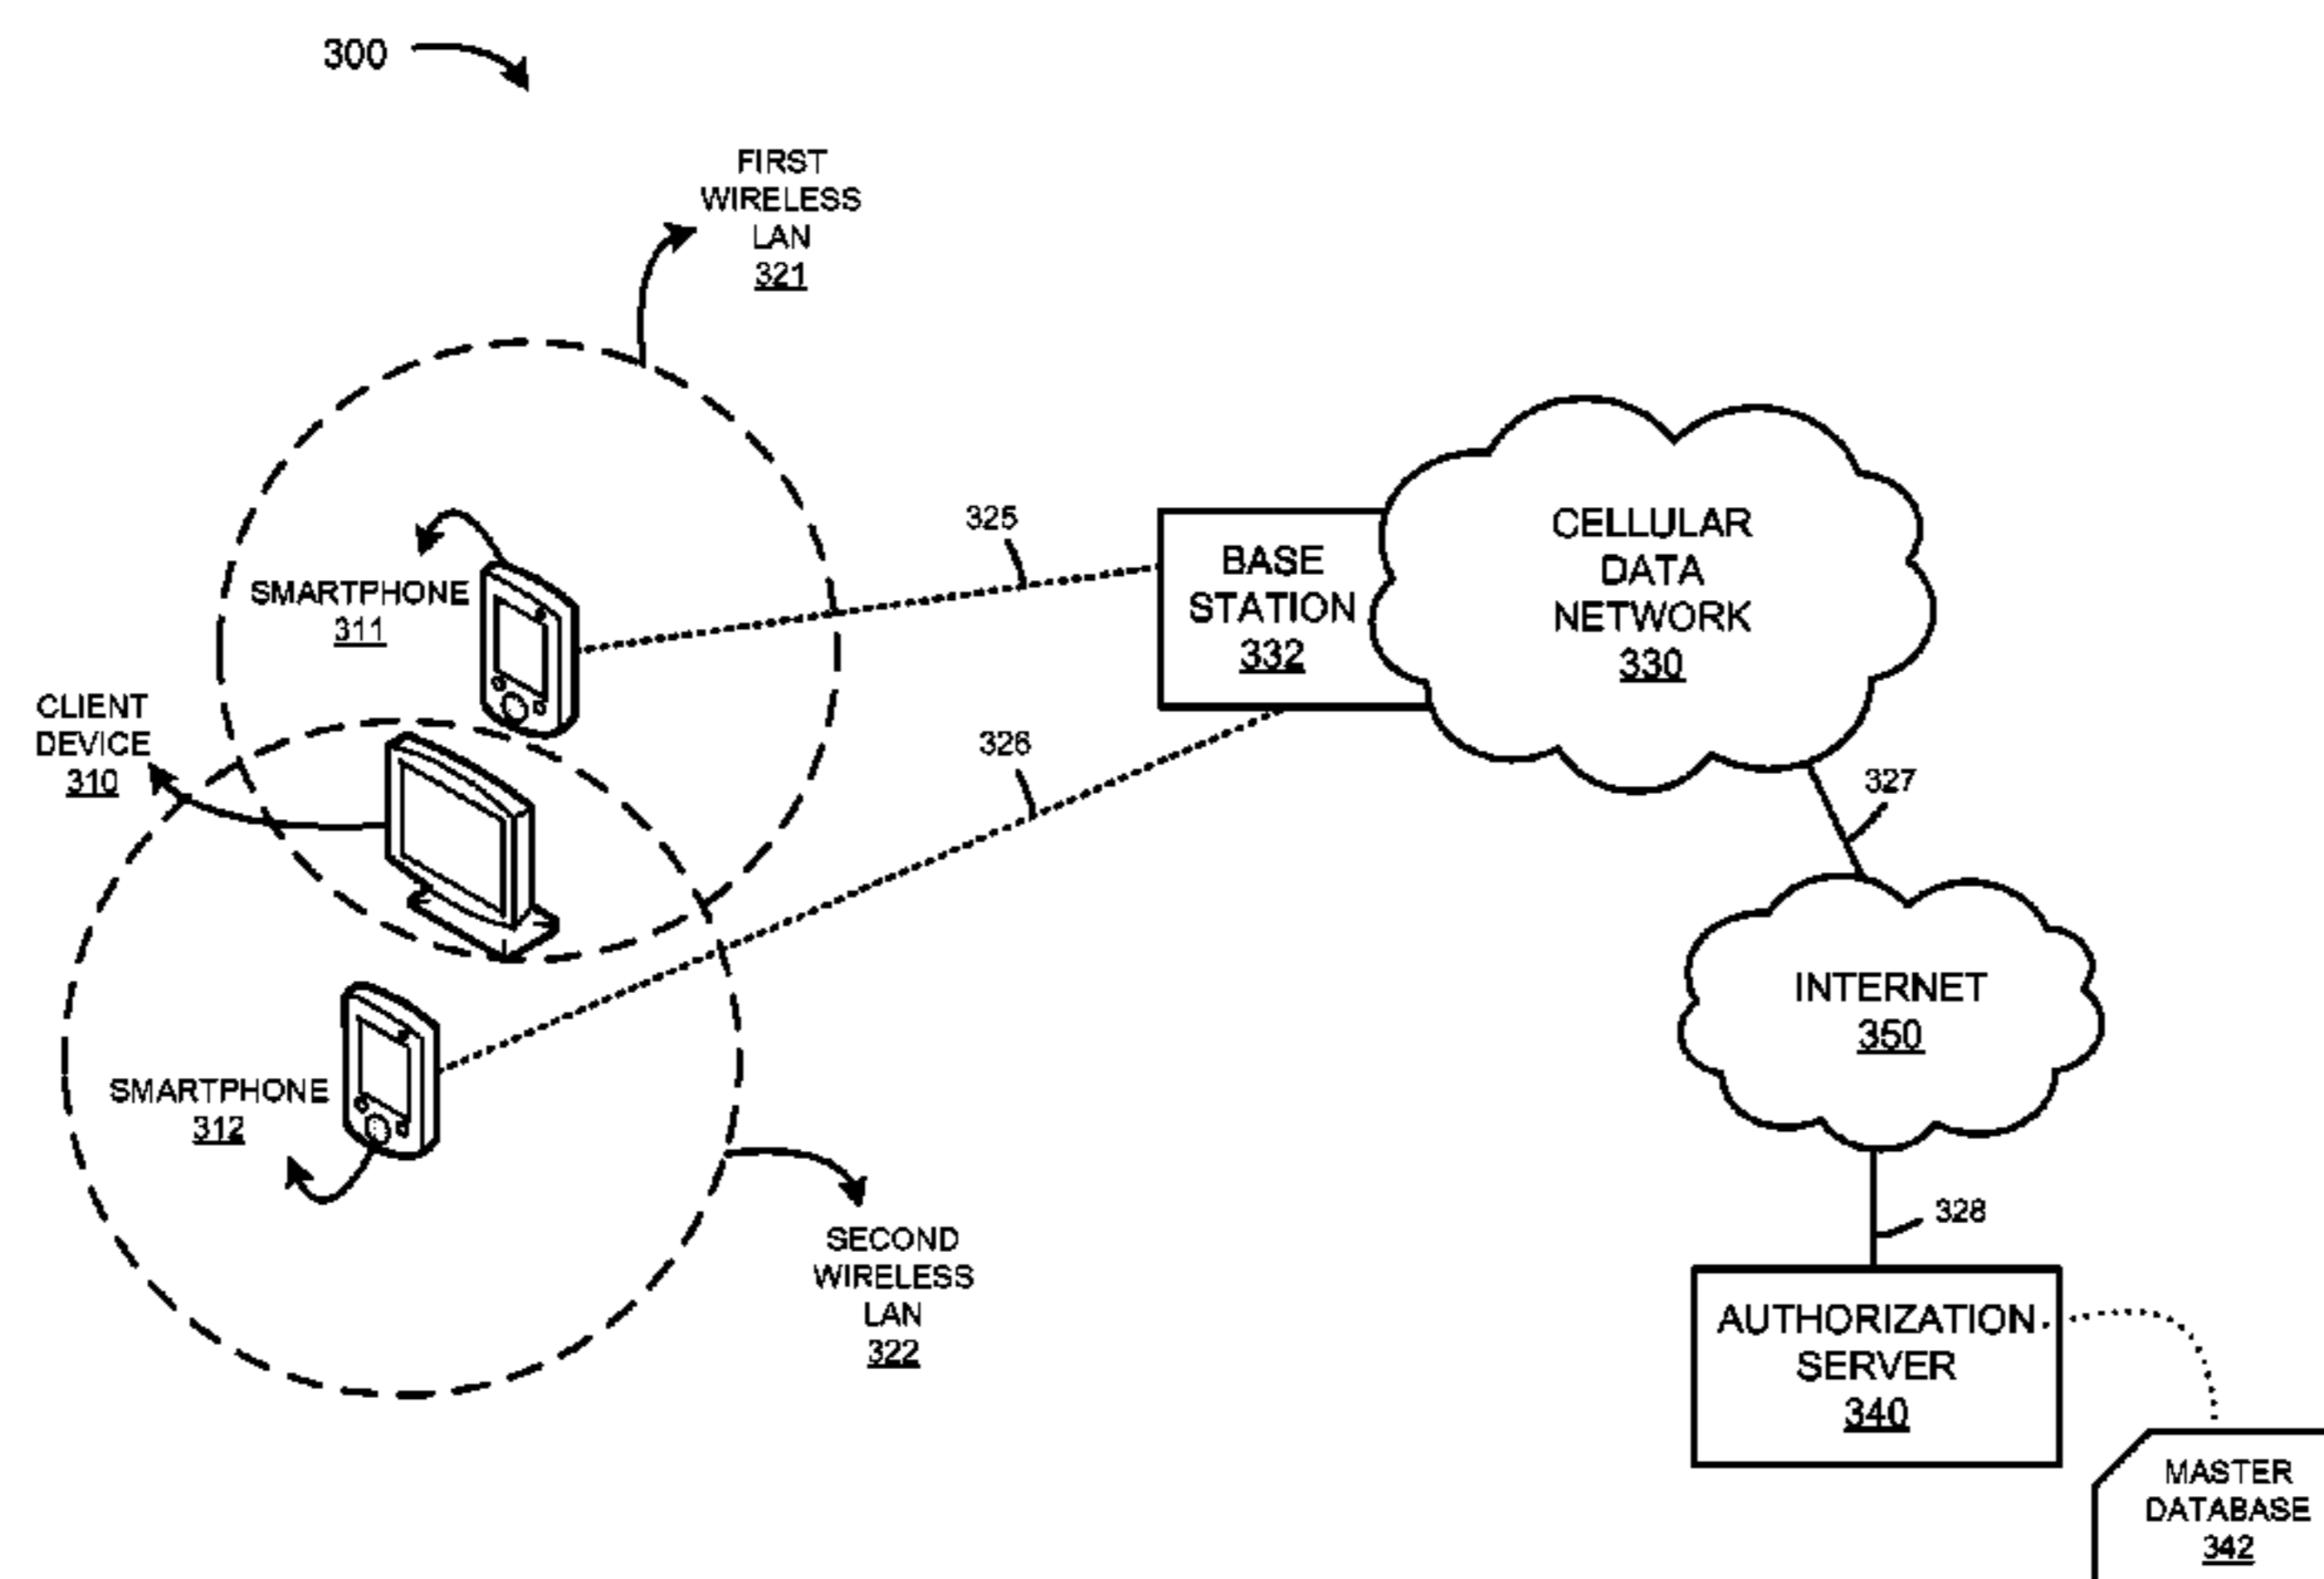 300
FIRST
WIRELESS
LAN
321
SMARTPHONE
311
CLIENT
DEVICE
310
325
BASE
STATION
332
CELLULAR
DATA
NETWORK
330
326
327
INTERNET
350
SMARTPHONE
312
SECOND
WIRELESS
LAN
322
328
AUTHORIZATION
SERVER
340
MASTER
DATABASE
342